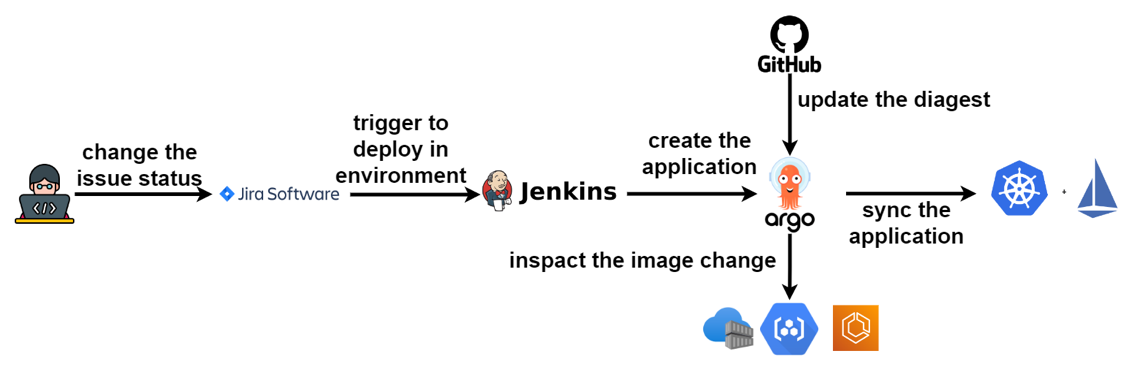 GitHub
update the diagest
trigger to
deploy in
environment
change the
issue status
create the
application
Jira Software
Jenkins
argo
sync the
application
+
inspact the image change